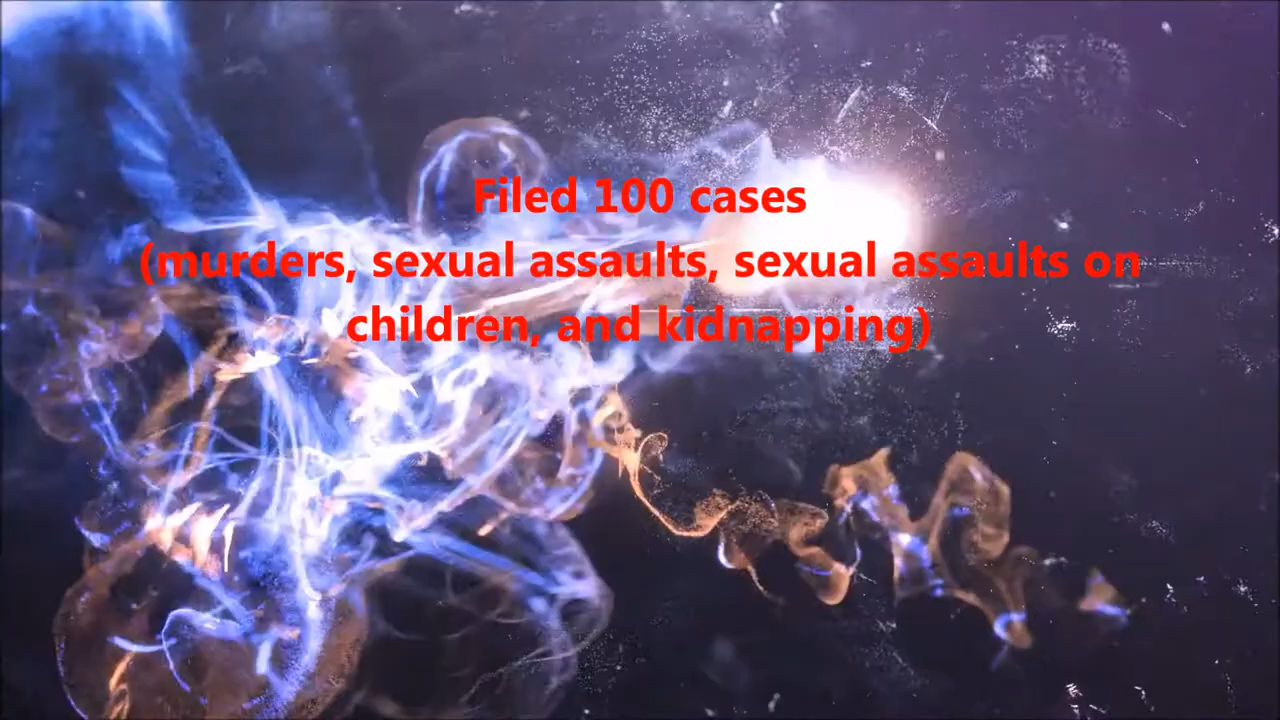 Filed 100 cases
(murders, sexual assaults, sexual assaults on
children, and kidnapping)